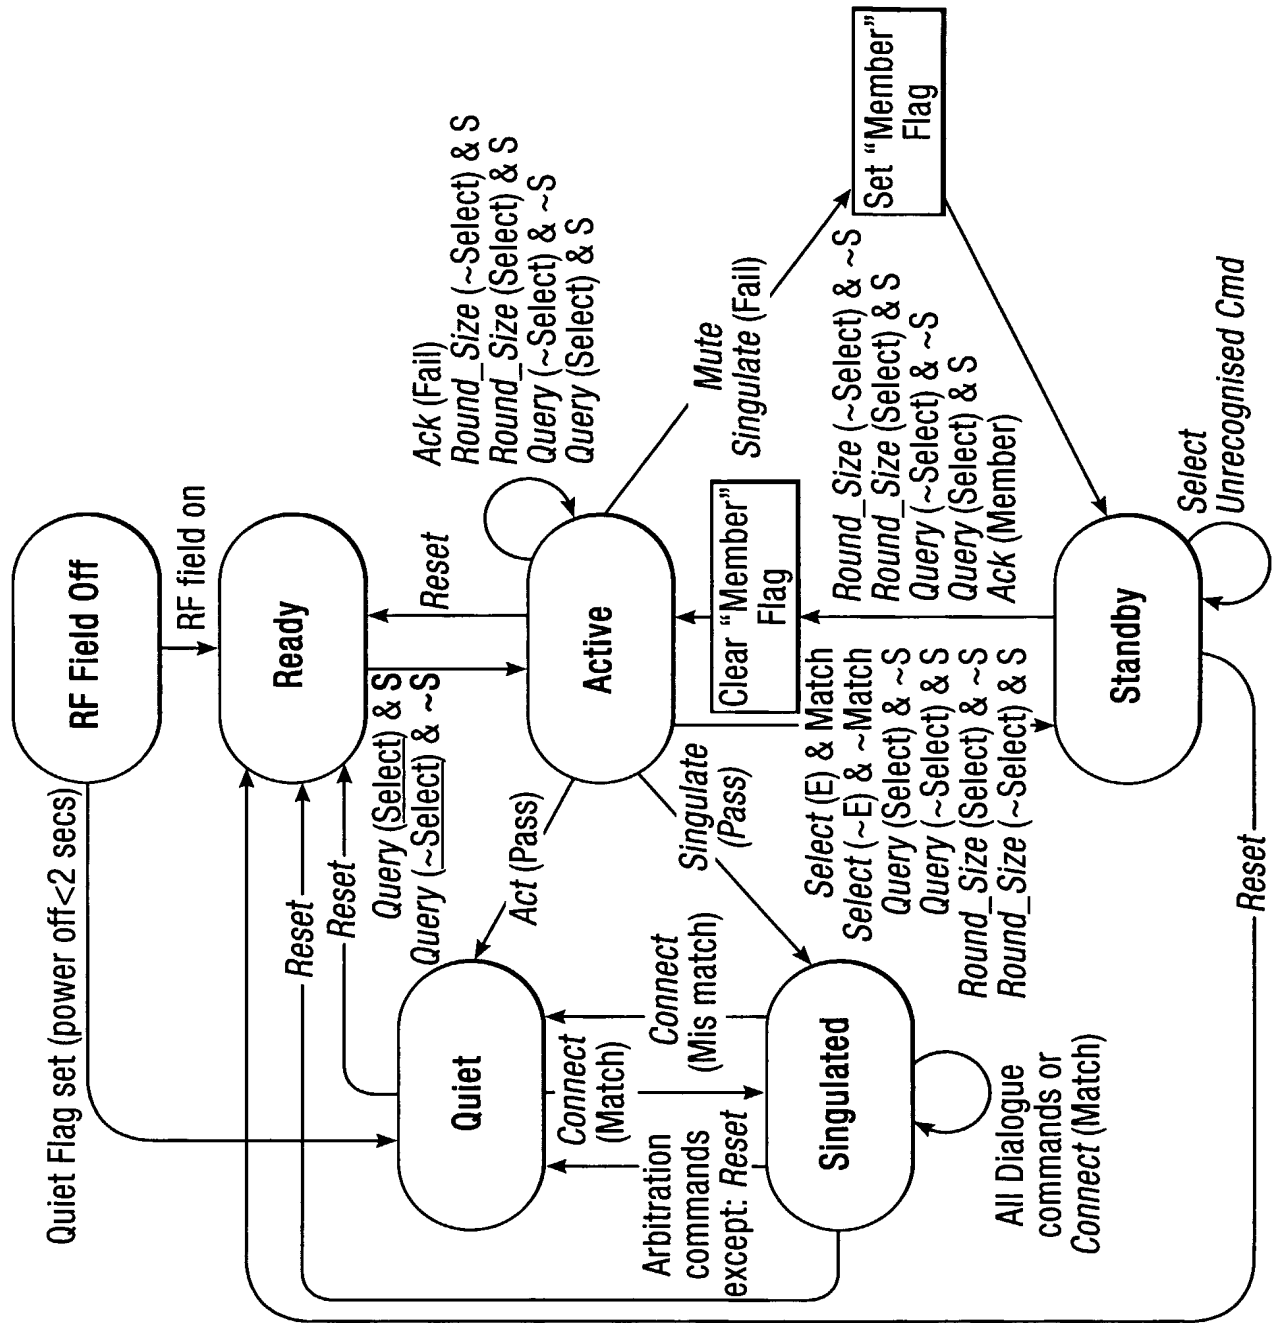 RF Field Off
Quiet Flag set (power off<2 secs)
RF field on
Ready
Reset
Reset
Reset
Query (Select) & S
Query (~Select) & ~S
Ack (Fail)
Round_Size (~Select) & S
Round_Size (Select) & S
Query (~Select) & ~S
Query (Select) & S
Active
Act (Pass)
Singulate
(Pass)
Mute
Singulate (Fail)
Set “Member”
Flag
Clear “Member”
Flag
Round_Size (~Select) & ~S
Round_Size (Select) & S
Query (~Select) & ~S
Query (Select) & S
Ack (Member)
Select (E) & Match
Select (~E) & ~Match
Query (Select) & ~S
Query (~Select) & S
Round_Size (Select) & ~S
Round_Size (~Select) & S
Quiet
Connect
(Match)
Connect
(Mis match)
Arbitration
commands
except: Reset
Singulated
All Dialogue
commands or
Connect (Match)
Standby
Select
Unrecognised Cmd
Reset